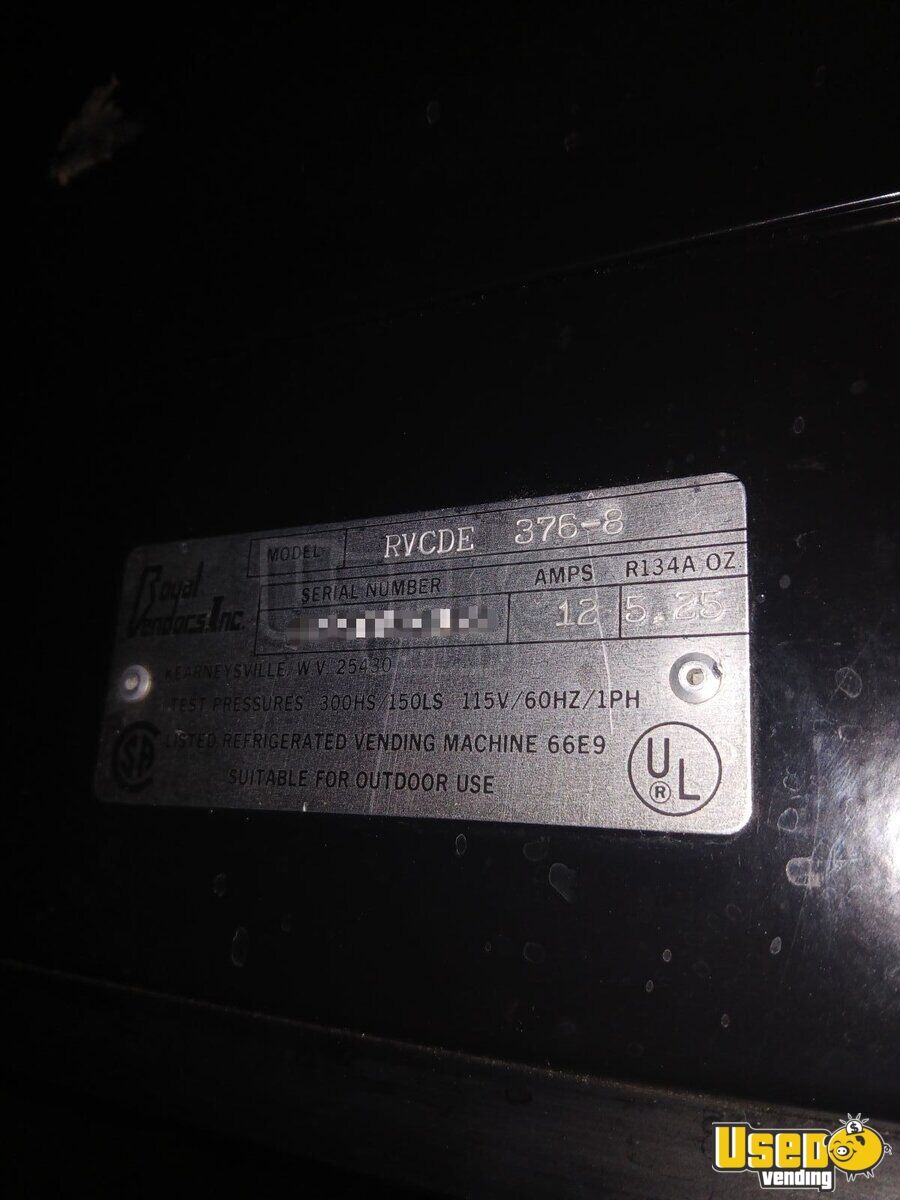 Royal
Vendors, Inc.
MODEL RVCDE 376-8
SERIAL NUMBER AMPS R134A OZ.
12 5.25
KEARNEYSVILLE, W.V. 25430
TEST PRESSURES 300HS/150LS 115V/60HZ/1PH
LISTED REFRIGERATED VENDING MACHINE 66E9
SUITABLE FOR OUTDOOR USE
SA
UL
®
USED
vending